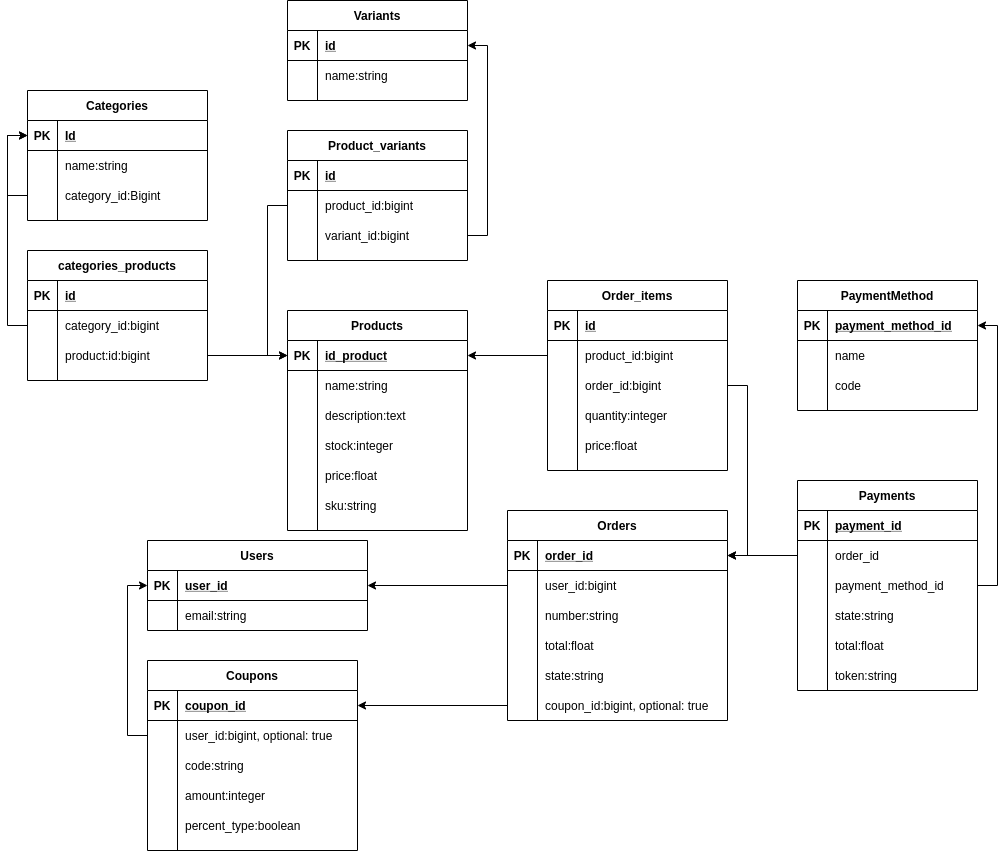 Variants
PK id
name:string
Categories
PK Id
name:string
category_id:Bigint
Product_variants
PK id
product_id:bigint
variant_id:bigint
categories_products
PK id
category_id:bigint
product:id:bigint
Products
PK id_product
name:string
description:text
stock:integer
price:float
sku:string
Order_items
PK id
product_id:bigint
order_id:bigint
quantity:integer
price:float
PaymentMethod
PK payment_method_id
name
code
Payments
PK payment_id
order_id
payment_method_id
state:string
total:float
token:string
Orders
PK order_id
user_id:bigint
number:string
total:float
state:string
coupon_id:bigint, optional: true
Users
PK user_id
email:string
Coupons
PK coupon_id
user_id:bigint, optional: true
code:string
amount:integer
percent_type:boolean